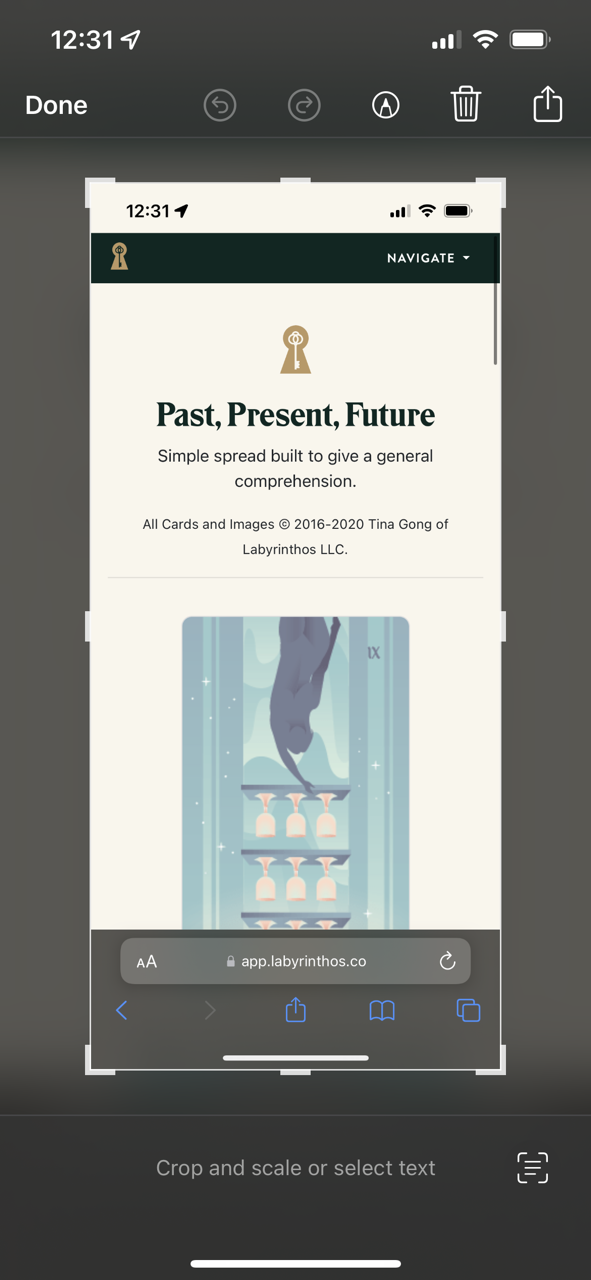 12:31
Done
12:31
NAVIGATE
Past, Present, Future
Simple spread built to give a general
comprehension.
All Cards and Images © 2016-2020 Tina Gong of
Labyrinthos LLC.
IX
AA
app.labyrinthos.co
Crop and scale or select text